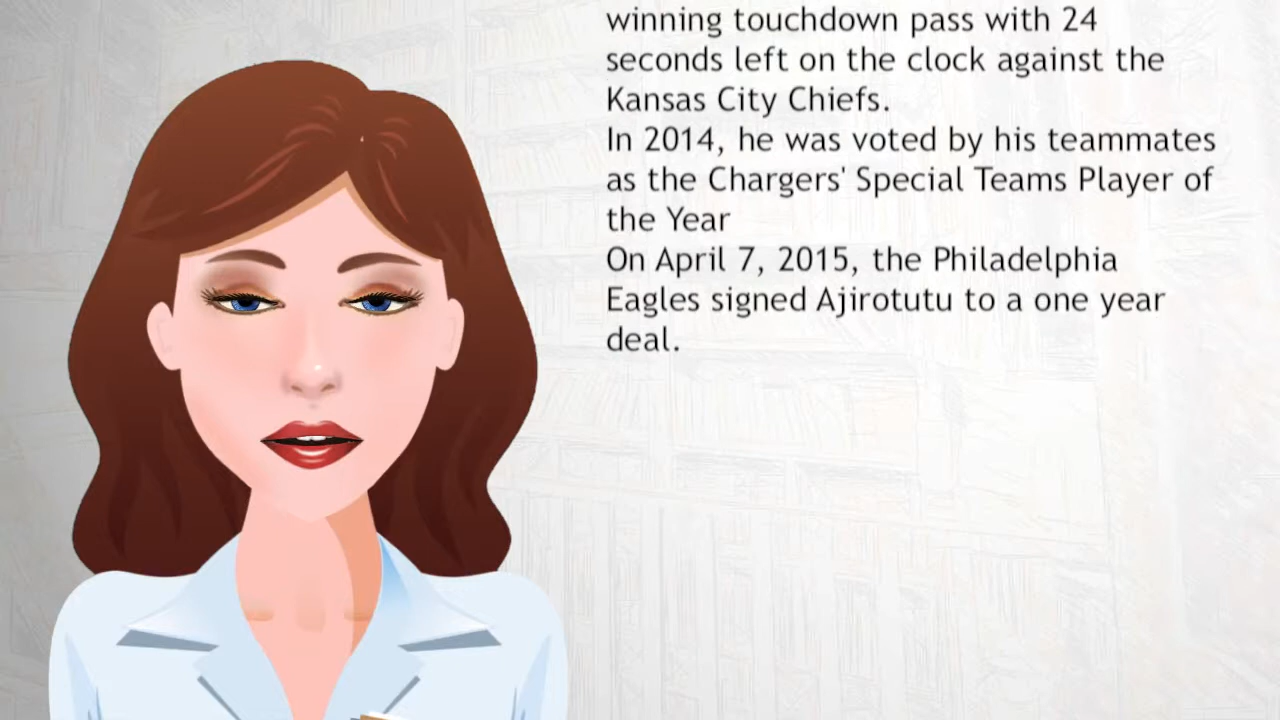 winning touchdown pass with 24
seconds left on the clock against the
Kansas City Chiefs.
In 2014, he was voted by his teammates
as the Chargers' Special Teams Player of
the Year
On April 7, 2015, the Philadelphia
Eagles signed Ajirotutu to a one year
deal.